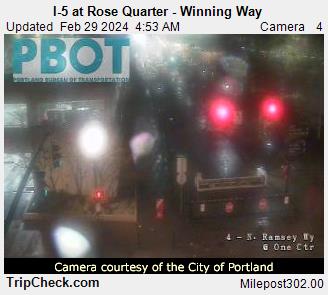 I-5 at Rose Quarter - Winning Way
Updated Feb 29 2024 4:53 AM Camera 4
PBOT
PORTLAND BUREAU OF TRANSPORTATION
4 - N. Ramsey Wy
@ One Ctr
Camera courtesy of the City of Portland
TripCheck.com Milepost302.00